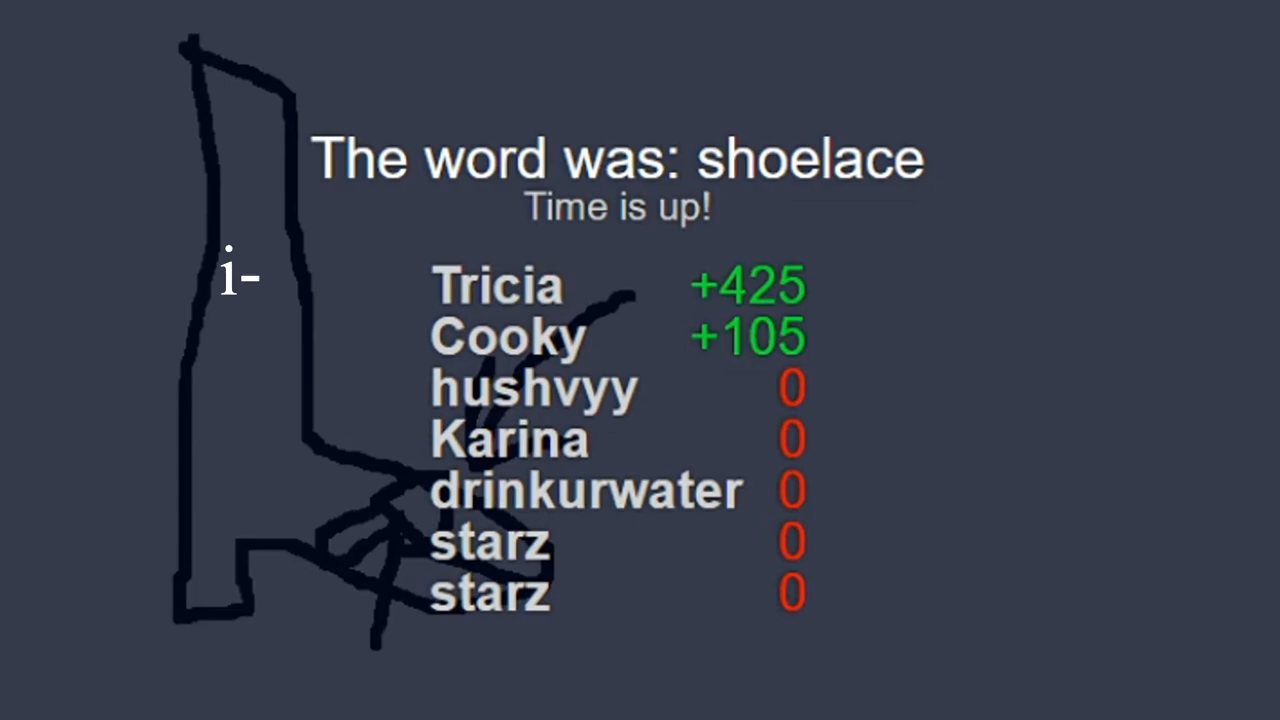 The word was: shoelace
Time is up!
i-
Tricia +425
Cooky +105
hushvyy 0
Karina 0
drinkurwater 0
starz 0
starz 0